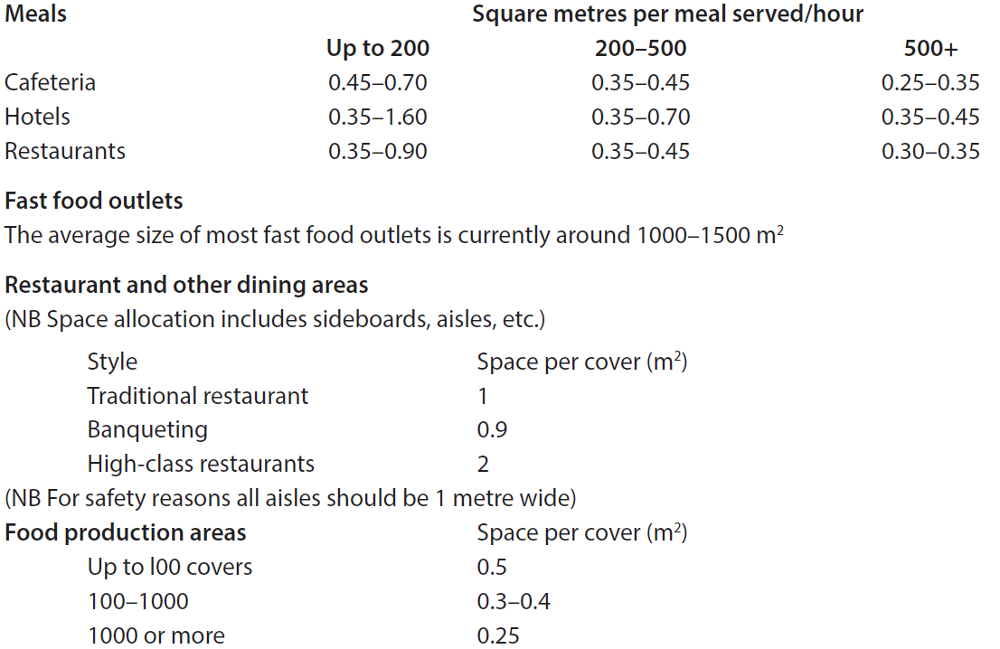 Meals Square metres per meal served/hour
Up to 200 200–500 500+
Cafeteria 0.45–0.70 0.35–0.45 0.25–0.35
Hotels 0.35–1.60 0.35–0.70 0.35–0.45
Restaurants 0.35–0.90 0.35–0.45 0.30–0.35
Fast food outlets
The average size of most fast food outlets is currently around 1000–1500 m²
Restaurant and other dining areas
(NB Space allocation includes sideboards, aisles, etc.)
Style Space per cover (m²)
Traditional restaurant 1
Banqueting 0.9
High-class restaurants 2
(NB For safety reasons all aisles should be 1 metre wide)
Food production areas Space per cover (m²)
Up to l00 covers 0.5
100–1000 0.3–0.4
1000 or more 0.25